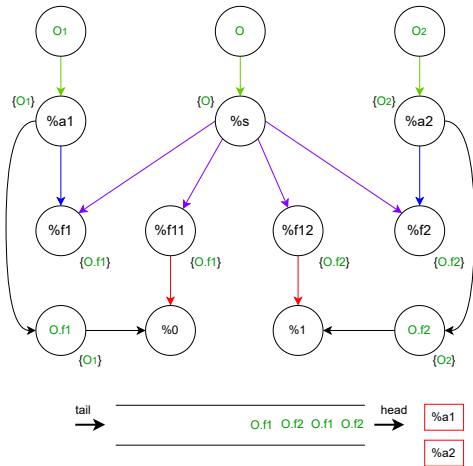 O1 O O2
{O1} {O} {O2}
%a1 %s %a2
%f1 %f11 %f12 %f2
{O.f1} {O.f1} {O.f2} {O.f2}
O.f1 %0 %1 O.f2
{O1} {O2}
tail head %a1
O.f1 O.f2 O.f1 O.f2
%a2